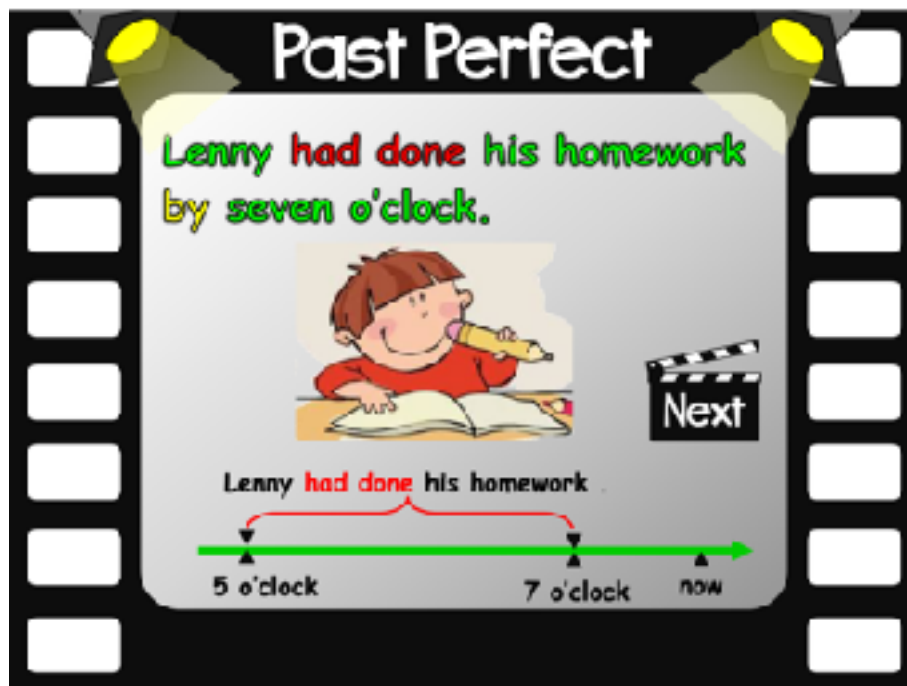 Past Perfect
Lenny had done his homework
by seven o'clock.
Next
Lenny had done his homework
5 o'clock
7 o'clock
now